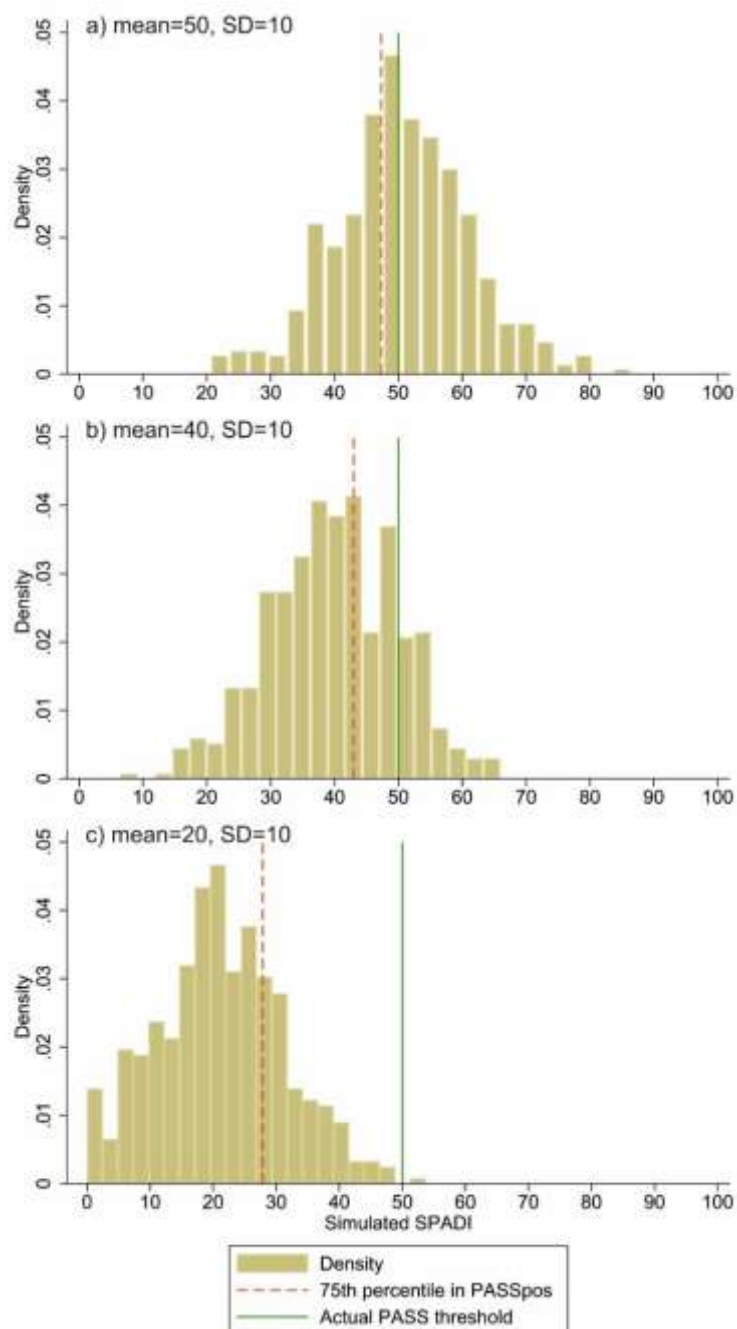 a) mean=50, SD=10
.05
.04
.03
.02
.01
0
Density
0 10 20 30 40 50 60 70 80 90 100
b) mean=40, SD=10
.05
.04
.03
.02
.01
0
Density
0 10 20 30 40 50 60 70 80 90 100
c) mean=20, SD=10
.05
.04
.03
.02
.01
0
Density
0 10 20 30 40 50 60 70 80 90 100
Simulated SPADI
Density
75th percentile in PASSpos
Actual PASS threshold